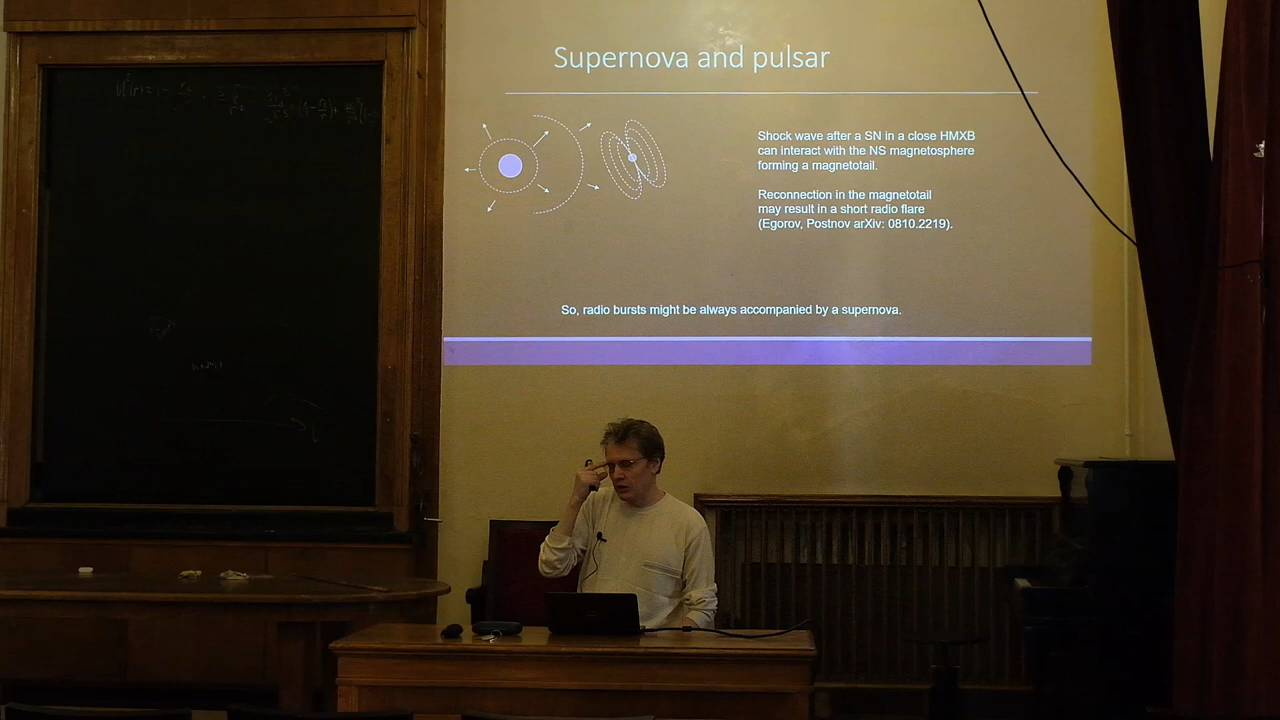 Supernova and pulsar
Shock wave after a SN in a close HMXB
can interact with the NS magnetosphere
forming a magnetotail.
Reconnection in the magnetotail
may result in a short radio flare
(Egorov, Postnov arXiv: 0810.2219).
So, radio bursts might be always accompanied by a supernova.